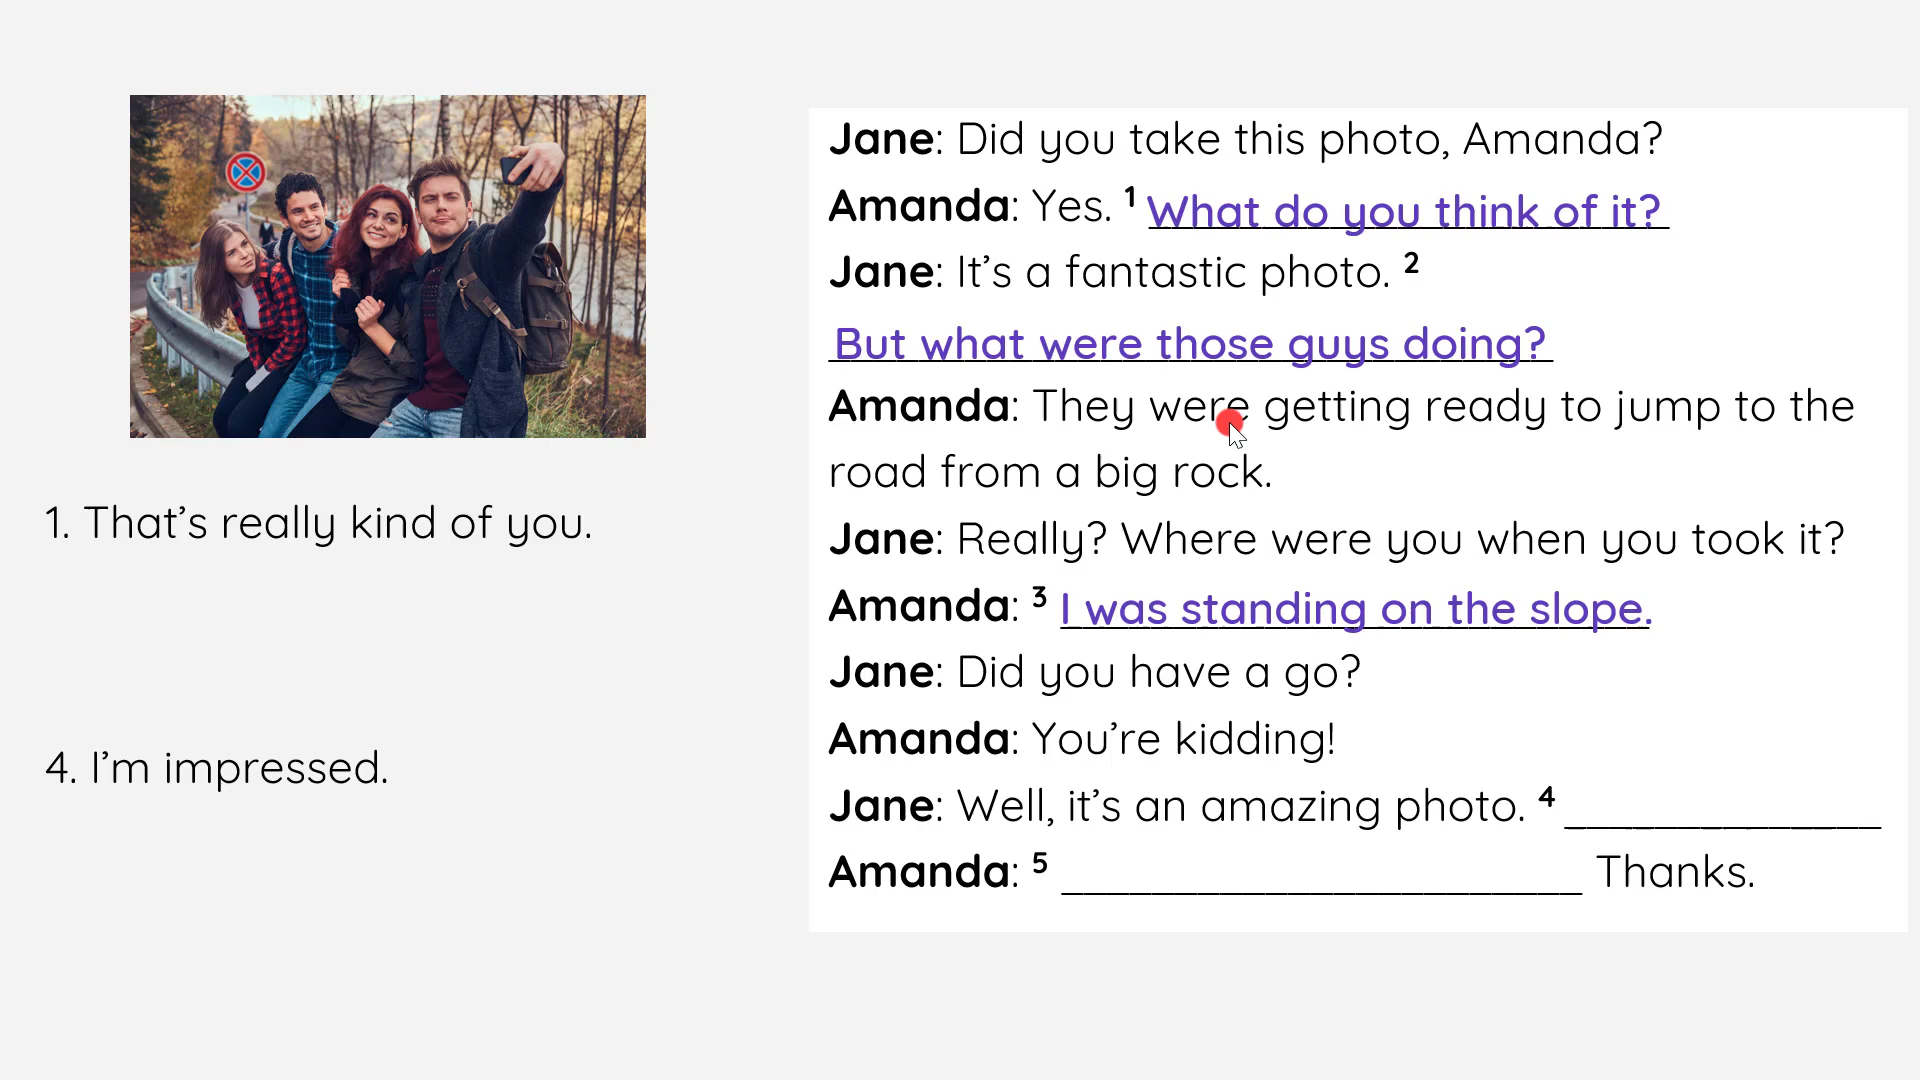 1. That's really kind of you.
4. I'm impressed.
Jane: Did you take this photo, Amanda?
Amanda: Yes. 1 What do you think of it?
Jane: It's a fantastic photo. 2
But what were those guys doing?
Amanda: They were getting ready to jump to the
road from a big rock.
Jane: Really? Where were you when you took it?
Amanda: 3 I was standing on the slope.
Jane: Did you have a go?
Amanda: You're kidding!
Jane: Well, it's an amazing photo. 4 ______________
Amanda: 5 _______________________ Thanks.